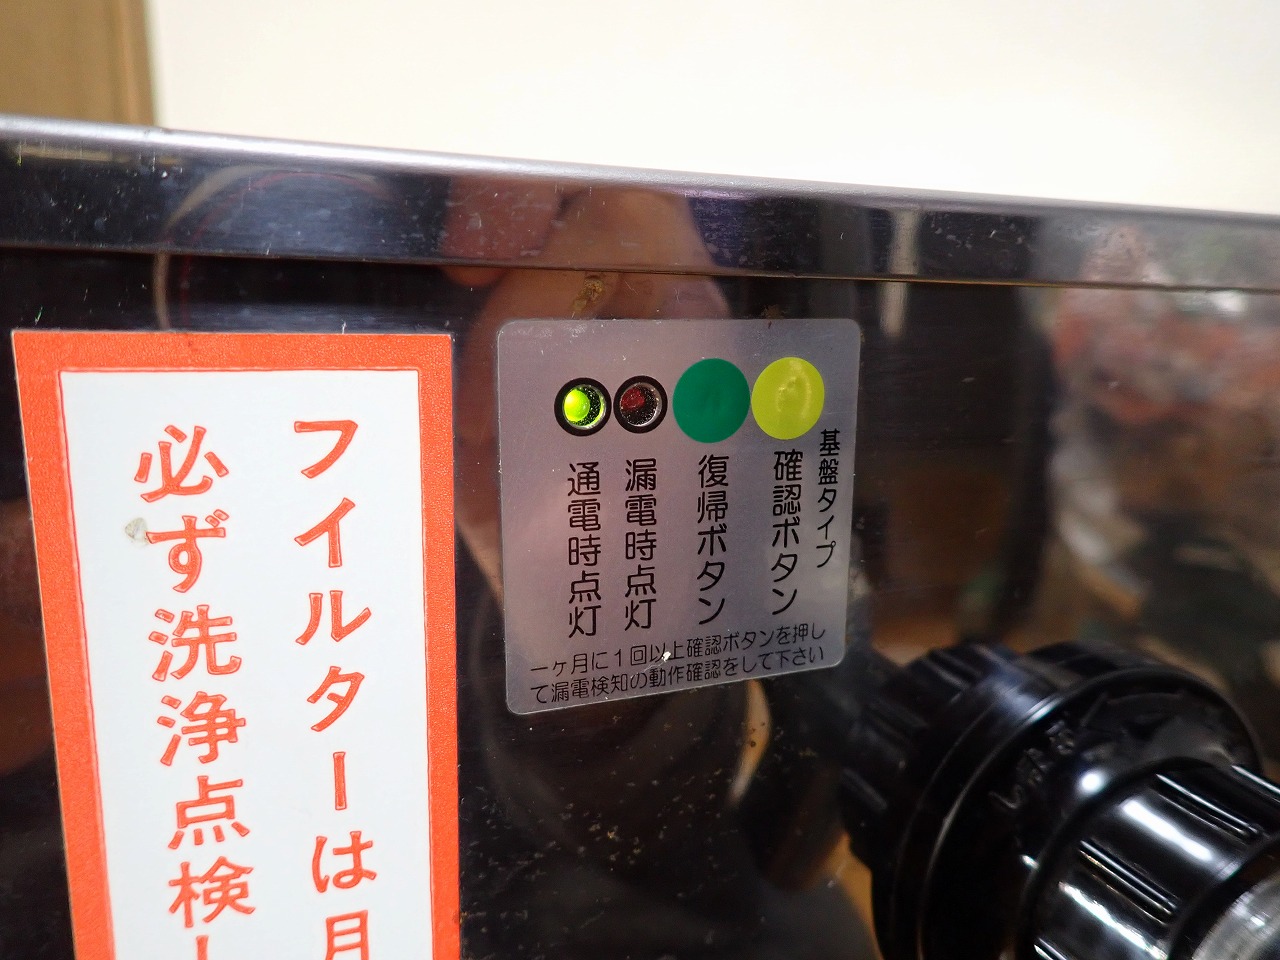 フィルターは月
必ず洗浄点検し
基盤タイプ
確認ボタン
復帰ボタン
漏電時点灯
通電時点灯
一ヶ月に1回以上確認ボタンを押し
て漏電検知の動作確認をして下さい